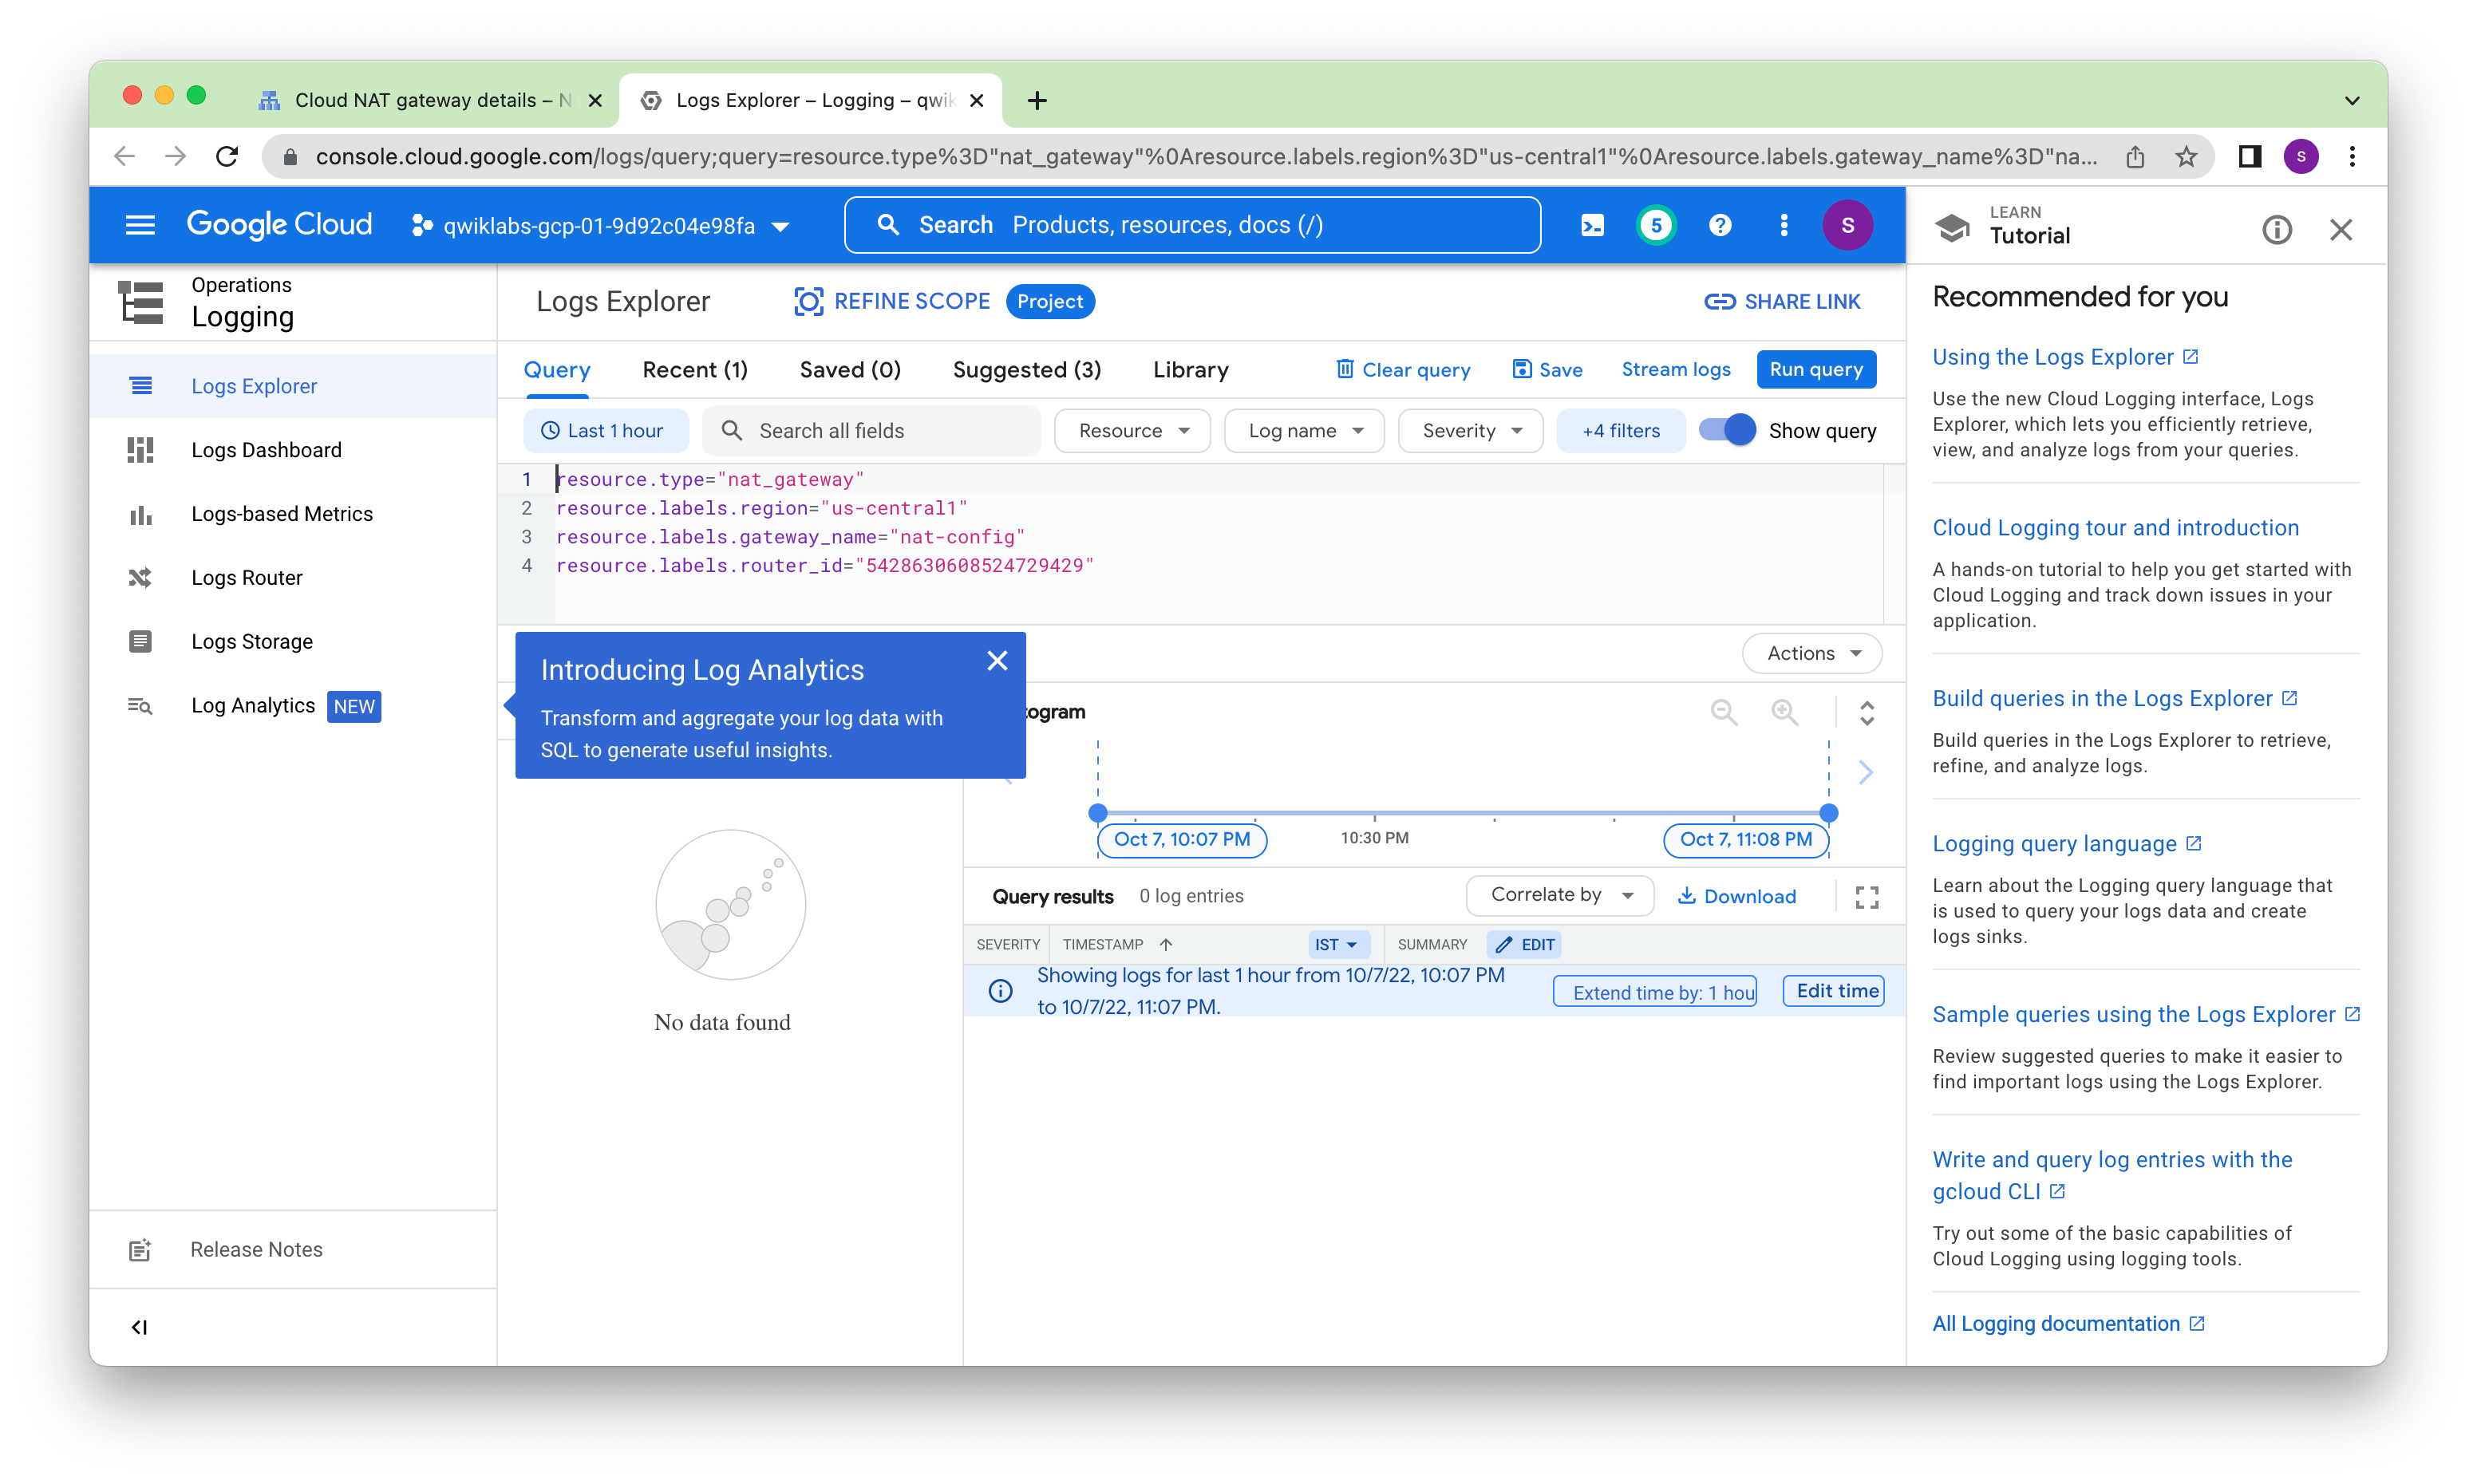 Cloud NAT gateway details – N
Logs Explorer – Logging – qwik
console.cloud.google.com/logs/query;query=resource.type%3D"nat_gateway"%0Aresource.labels.region%3D"us-central1"%0Aresource.labels.gateway_name%3D"na...
S
Google Cloud
qwiklabs-gcp-01-9d92c04e98fa
Search Products, resources, docs (/)
5
S
LEARN
Tutorial
Operations
Logging
Logs Explorer
Logs Dashboard
Logs-based Metrics
Logs Router
Logs Storage
Log Analytics NEW
Release Notes
Logs Explorer
REFINE SCOPE
Project
SHARE LINK
Query
Recent (1)
Saved (0)
Suggested (3)
Library
Clear query
Save
Stream logs
Run query
Last 1 hour
Search all fields
Resource
Log name
Severity
+4 filters
Show query
1 resource.type="nat_gateway"
2 resource.labels.region="us-central1"
3 resource.labels.gateway_name="nat-config"
4 resource.labels.router_id="5428630608524729429"
Actions
Introducing Log Analytics
Transform and aggregate your log data with
SQL to generate useful insights.
togram
Oct 7, 10:07 PM
10:30 PM
Oct 7, 11:08 PM
No data found
Query results 0 log entries
Correlate by
Download
SEVERITY TIMESTAMP IST SUMMARY EDIT
Showing logs for last 1 hour from 10/7/22, 10:07 PM
to 10/7/22, 11:07 PM.
Extend time by: 1 hou
Edit time
Recommended for you
Using the Logs Explorer
Use the new Cloud Logging interface, Logs
Explorer, which lets you efficiently retrieve,
view, and analyze logs from your queries.
Cloud Logging tour and introduction
A hands-on tutorial to help you get started with
Cloud Logging and track down issues in your
application.
Build queries in the Logs Explorer
Build queries in the Logs Explorer to retrieve,
refine, and analyze logs.
Logging query language
Learn about the Logging query language that
is used to query your logs data and create
logs sinks.
Sample queries using the Logs Explorer
Review suggested queries to make it easier to
find important logs using the Logs Explorer.
Write and query log entries with the
gcloud CLI
Try out some of the basic capabilities of
Cloud Logging using logging tools.
All Logging documentation